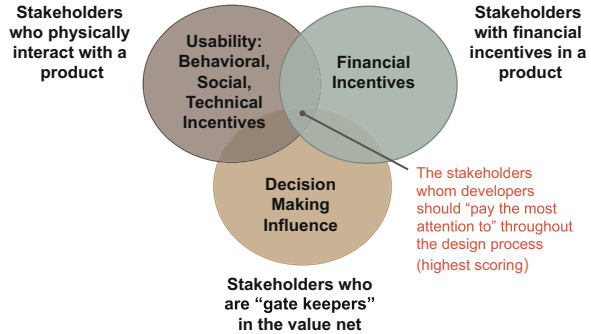 Stakeholders
who physically
interact with a
product
Usability:
Behavioral,
Social,
Technical
Incentives
Financial
Incentives
Stakeholders
with financial
incentives in a
product
Decision
Making
Influence
The stakeholders
whom developers
should “pay the most
attention to” throughout
the design process
(highest scoring)
Stakeholders who
are “gate keepers”
in the value net